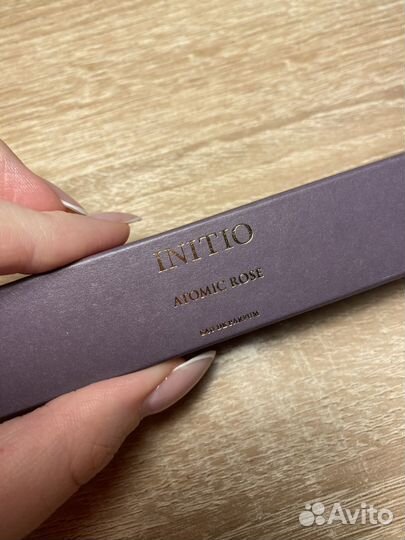 INITIO
ATOMIC ROSE
EAU DE PARFUM
Avito